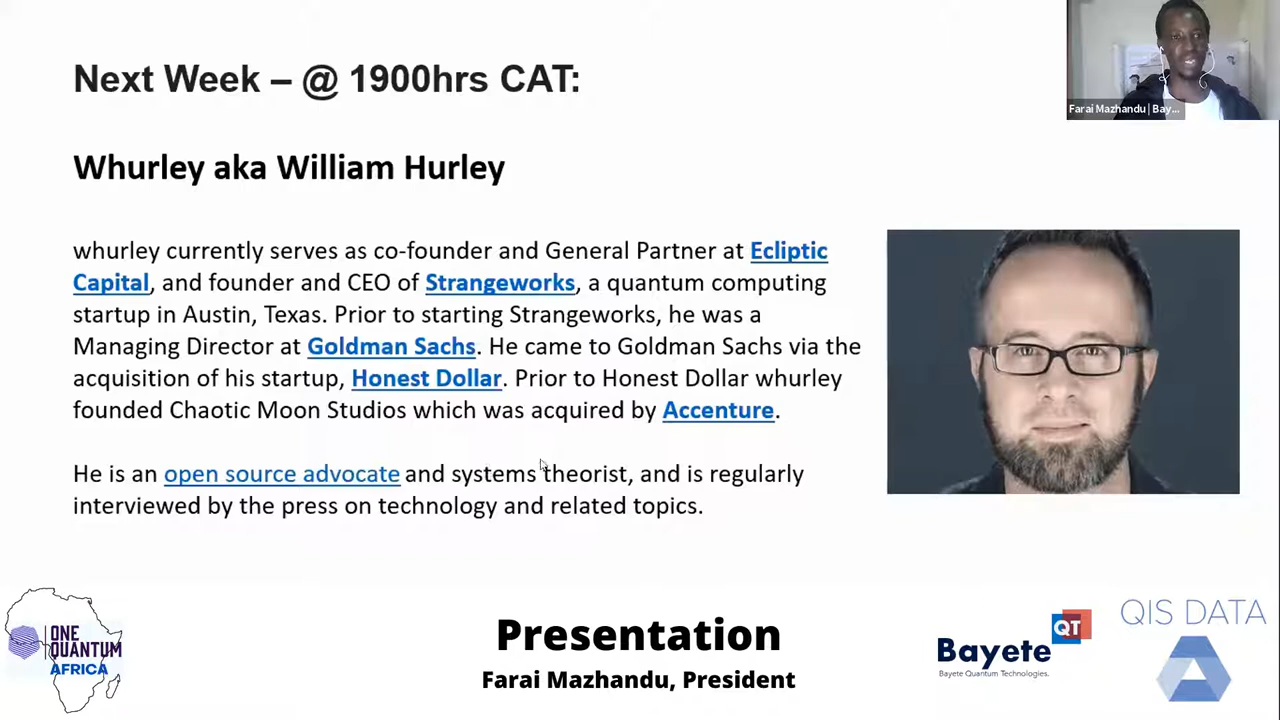 Next Week – @ 1900hrs CAT:
Farai Mazhandu | Bay...
Whurley aka William Hurley
whurley currently serves as co-founder and General Partner at Ecliptic
Capital, and founder and CEO of Strangeworks, a quantum computing
startup in Austin, Texas. Prior to starting Strangeworks, he was a
Managing Director at Goldman Sachs. He came to Goldman Sachs via the
acquisition of his startup, Honest Dollar. Prior to Honest Dollar whurley
founded Chaotic Moon Studios which was acquired by Accenture.
He is an open source advocate and systems theorist, and is regularly
interviewed by the press on technology and related topics.
ONE
QUANTUM
AFRICA
Presentation
Farai Mazhandu, President
QT
Bayete
Bayete Quantum Technologies.
QIS DATA